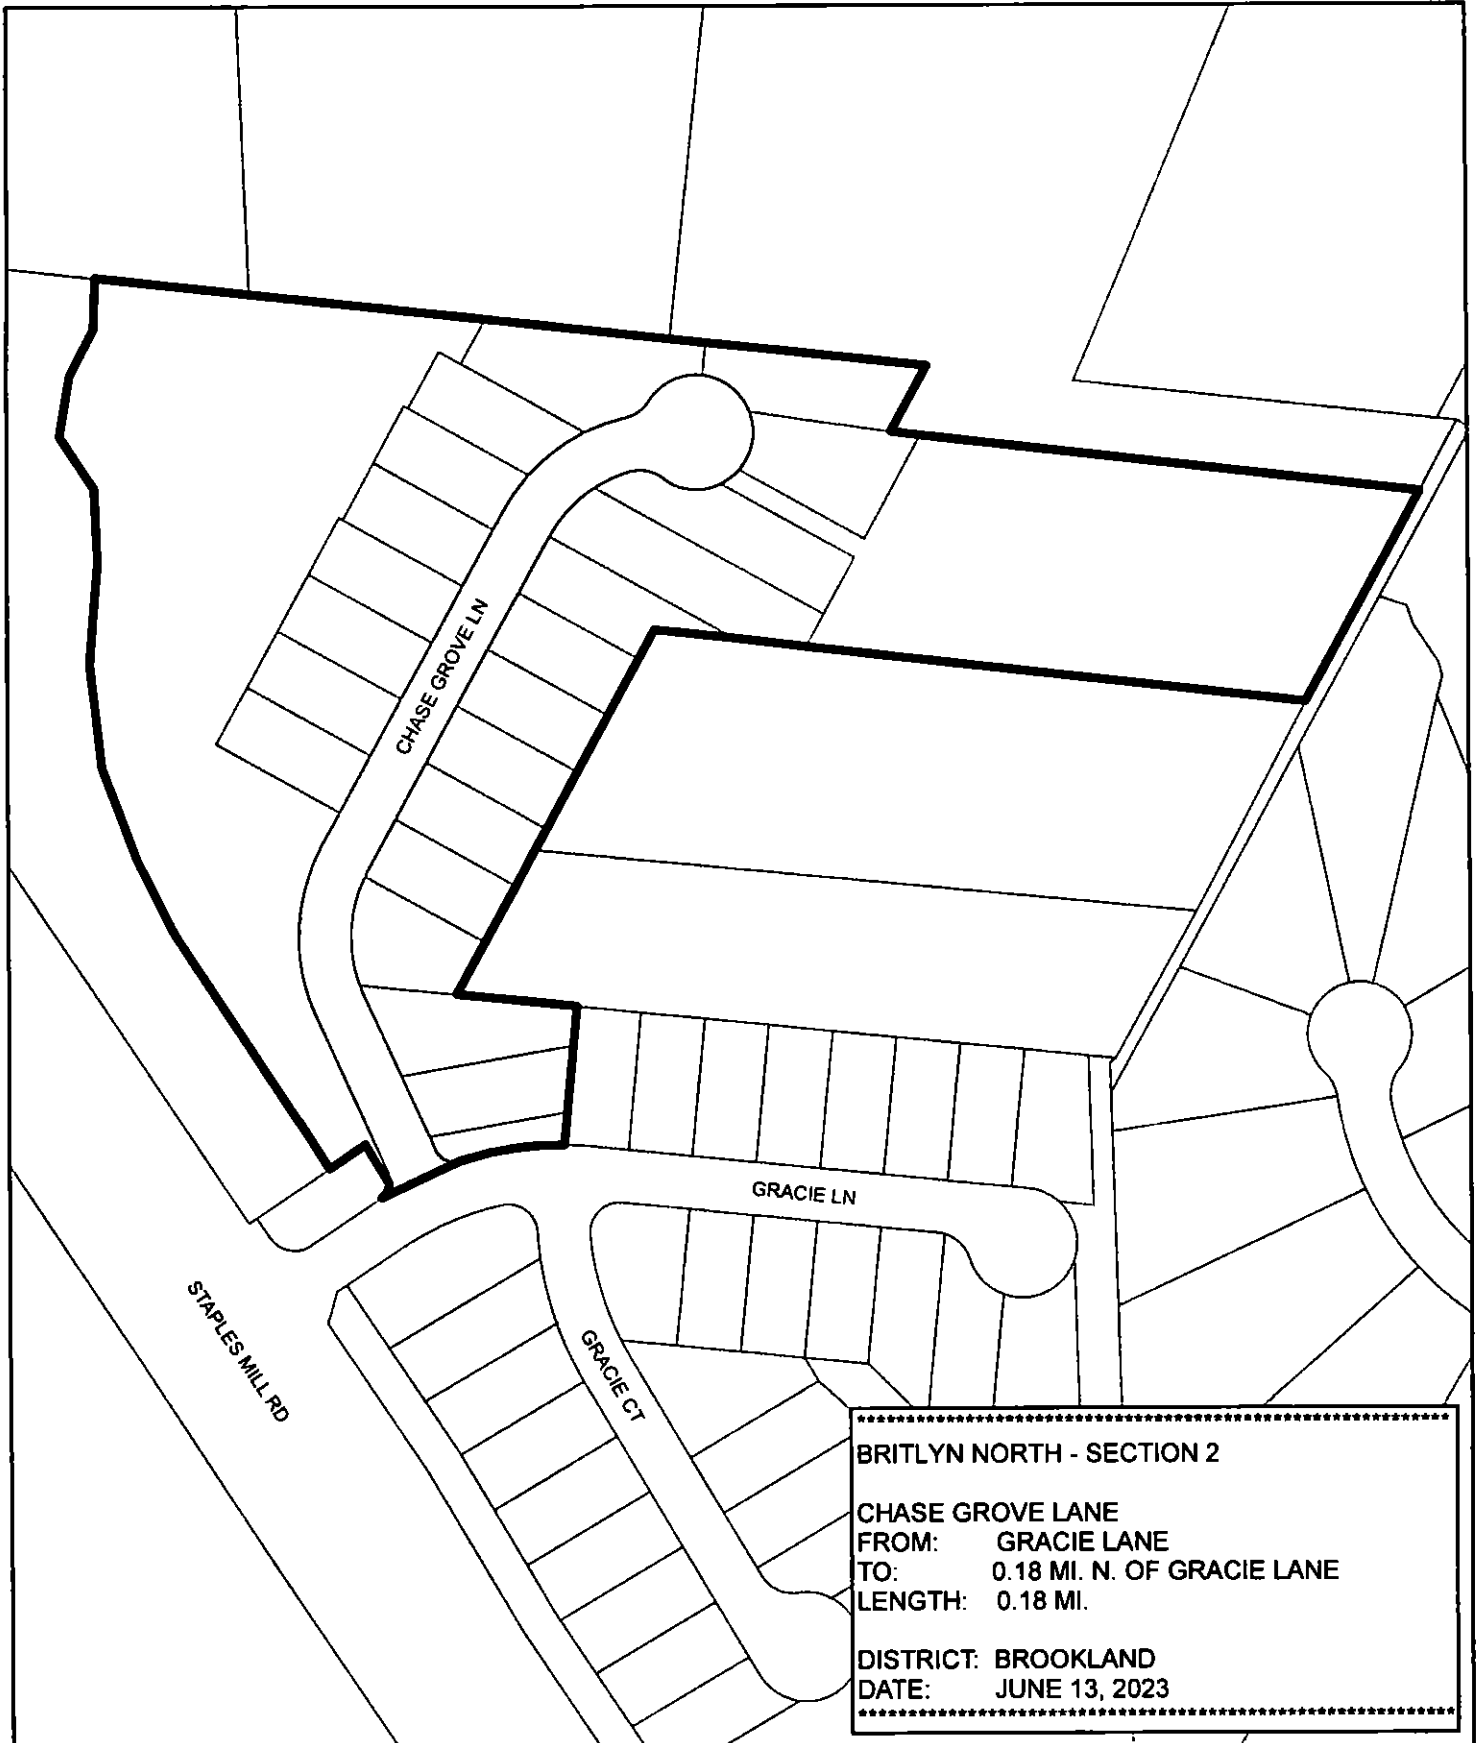 CHASE GROVE LN
GRACIE LN
STAPLES MILL RD
GRACIE CT
BRITLYN NORTH - SECTION 2
CHASE GROVE LANE
FROM: GRACIE LANE
TO: 0.18 MI. N. OF GRACIE LANE
LENGTH: 0.18 MI.
DISTRICT: BROOKLAND
DATE: JUNE 13, 2023